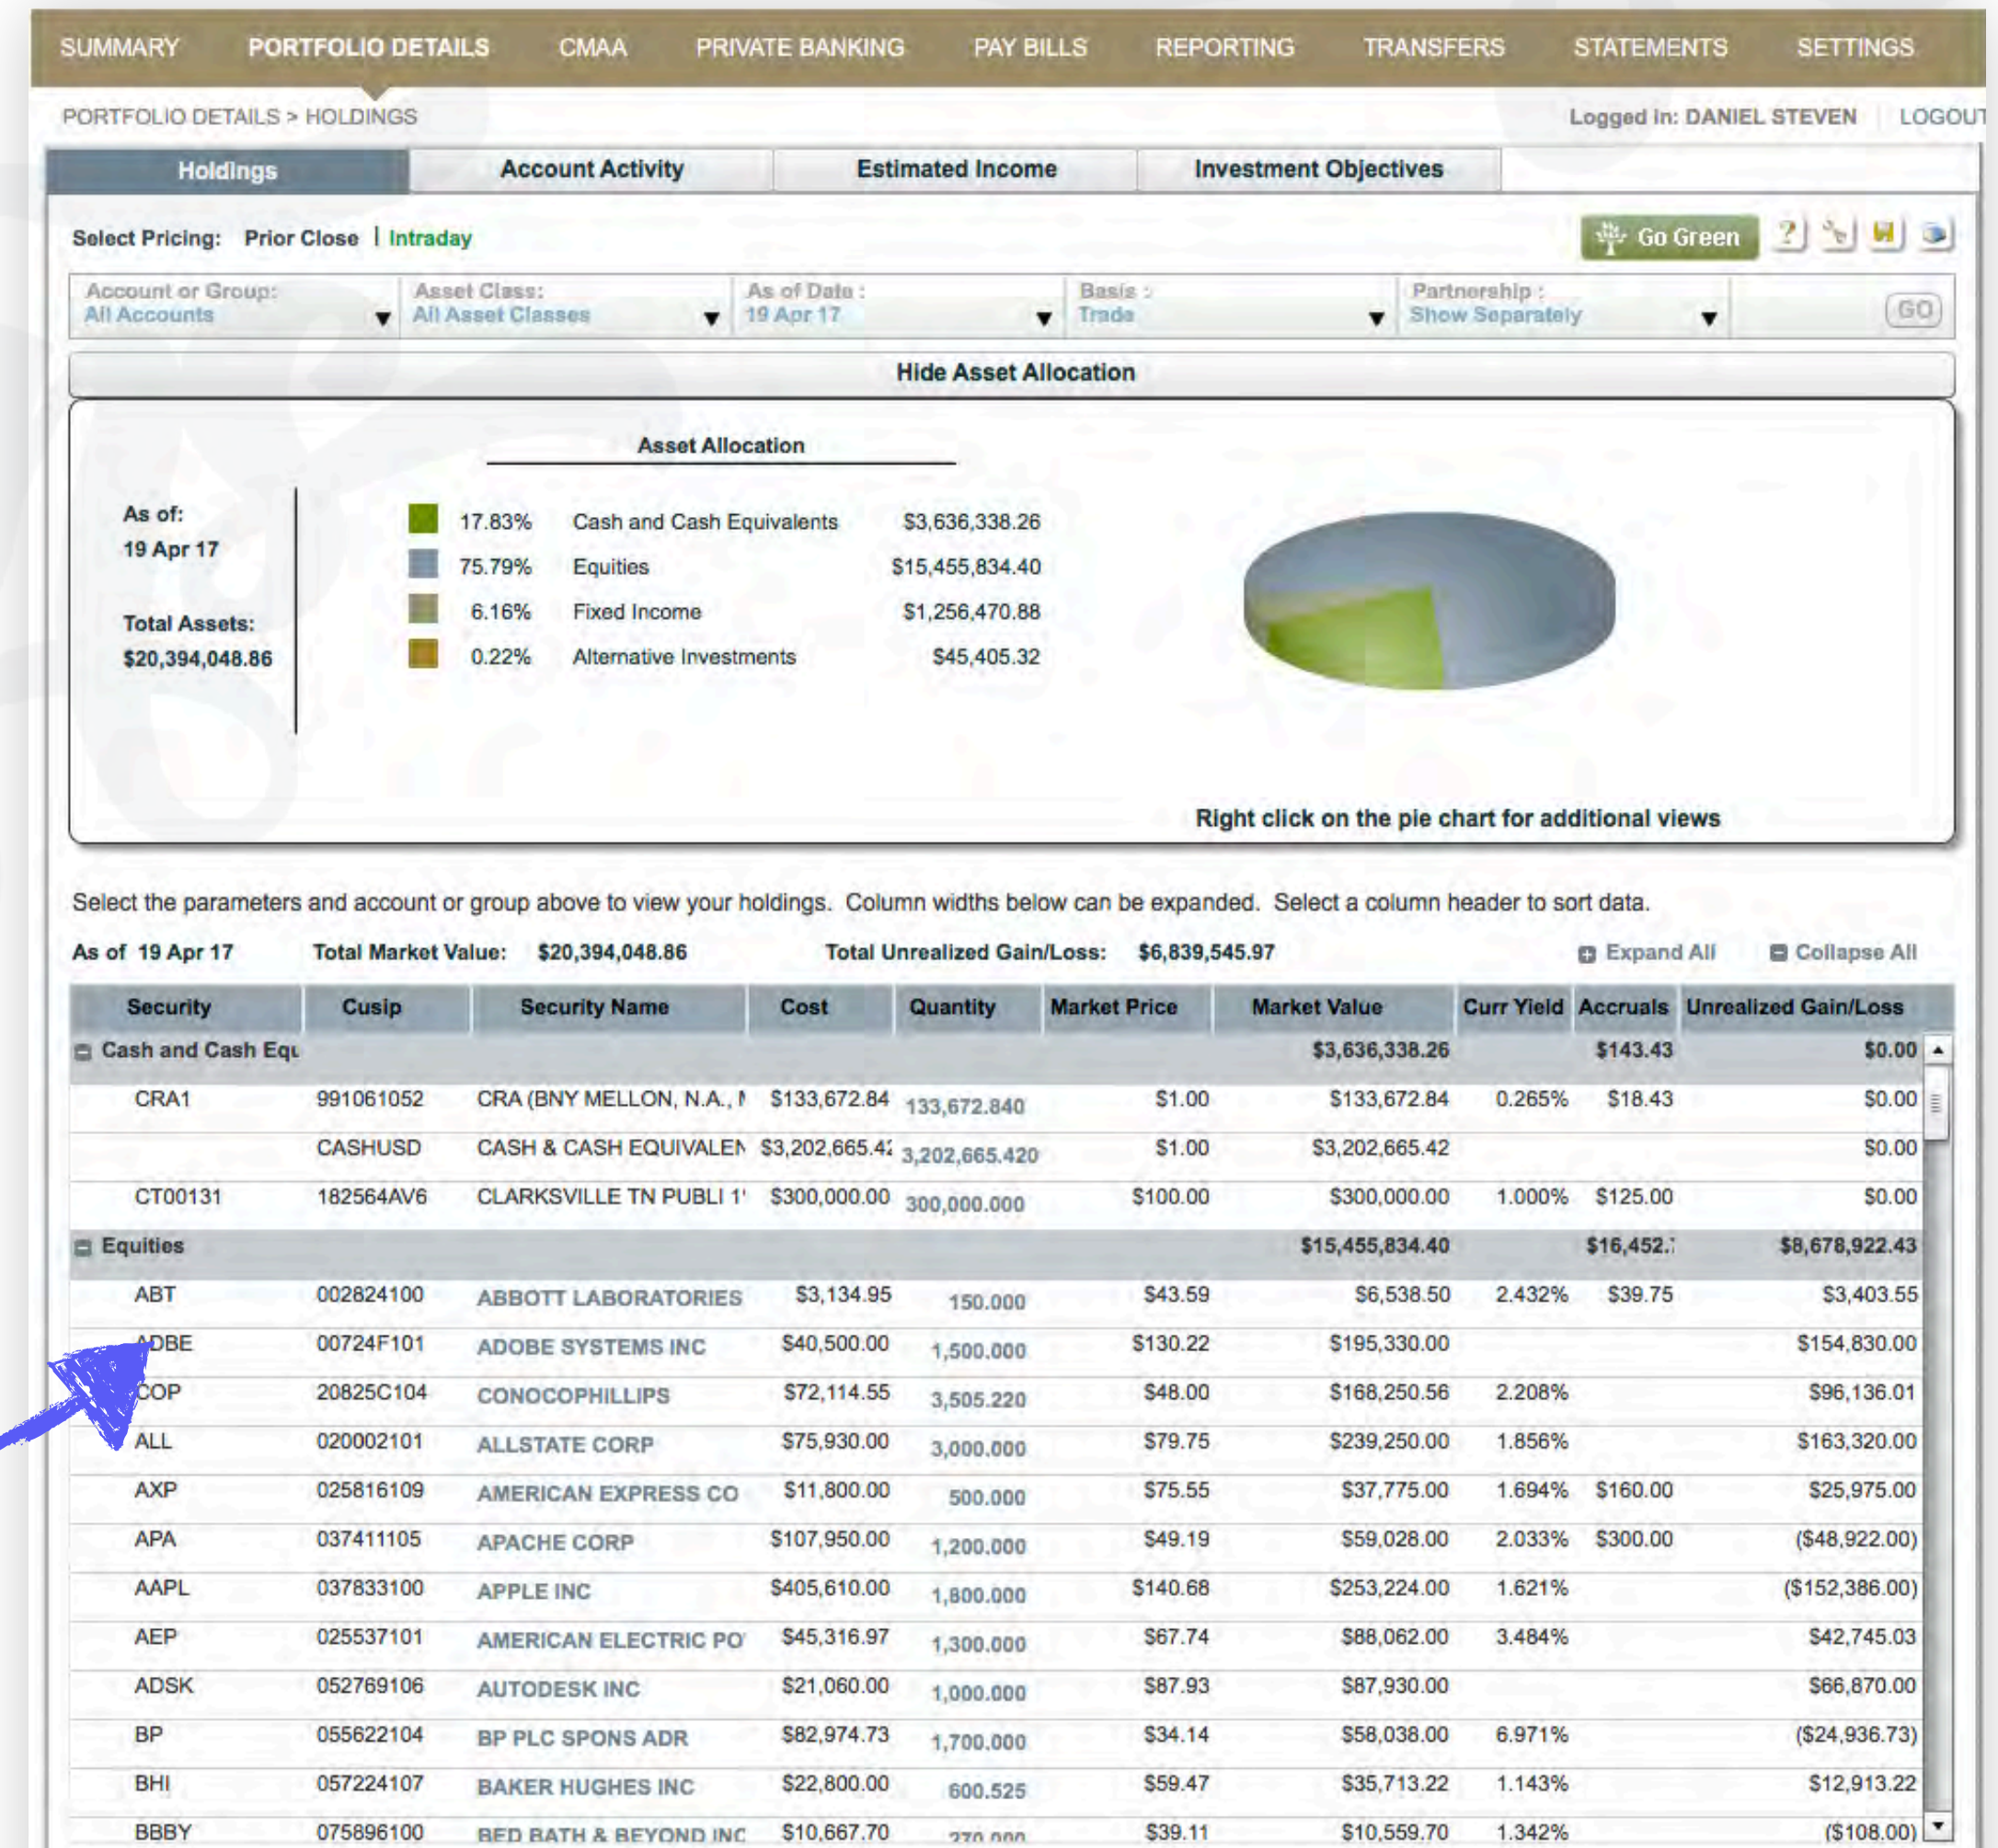 SUMMARY PORTFOLIO DETAILS CMAA PRIVATE BANKING PAY BILLS REPORTING TRANSFERS STATEMENTS SETTINGS
PORTFOLIO DETAILS > HOLDINGS Logged in: DANIEL STEVEN LOGOUT
Holdings Account Activity Estimated Income Investment Objectives
Select Pricing: Prior Close | Intraday Go Green ?
Account or Group: Asset Class: As of Date : Basis : Partnership :
All Accounts All Asset Classes 19 Apr 17 Trade Show Separately GO
Hide Asset Allocation
Asset Allocation
As of: 17.83% Cash and Cash Equivalents $3,636,338.26
19 Apr 17 75.79% Equities $15,455,834.40
Total Assets: 6.16% Fixed Income $1,256,470.88
$20,394,048.86 0.22% Alternative Investments $45,405.32
Right click on the pie chart for additional views
Select the parameters and account or group above to view your holdings. Column widths below can be expanded. Select a column header to sort data.
As of 19 Apr 17 Total Market Value: $20,394,048.86 Total Unrealized Gain/Loss: $6,839,545.97 Expand All Collapse All
Security Cusip Security Name Cost Quantity Market Price Market Value Curr Yield Accruals Unrealized Gain/Loss
Cash and Cash Equ $3,636,338.26 $143.43 $0.00
CRA1 991061052 CRA (BNY MELLON, N.A., $133,672.84 133,672.840 $1.00 $133,672.84 0.265% $18.43 $0.00
CASHUSD CASH & CASH EQUIVALEN $3,202,665.42 3,202,665.420 $1.00 $3,202,665.42 $0.00
CT00131 182564AV6 CLARKSVILLE TN PUBLI 1 $300,000.00 300,000.000 $100.00 $300,000.00 1.000% $125.00 $0.00
Equities $15,455,834.40 $16,452. $8,678,922.43
ABT 002824100 ABBOTT LABORATORIES $3,134.95 150.000 $43.59 $6,538.50 2.432% $39.75 $3,403.55
ADBE 00724F101 ADOBE SYSTEMS INC $40,500.00 1,500.000 $130.22 $195,330.00 $154,830.00
COP 20825C104 CONOCOPHILLIPS $72,114.55 3,505.220 $48.00 $168,250.56 2.208% $96,136.01
ALL 020002101 ALLSTATE CORP $75,930.00 3,000.000 $79.75 $239,250.00 1.856% $163,320.00
AXP 025816109 AMERICAN EXPRESS CO $11,800.00 500.000 $75.55 $37,775.00 1.694% $160.00 $25,975.00
APA 037411105 APACHE CORP $107,950.00 1,200.000 $49.19 $59,028.00 2.033% $300.00 ($48,922.00)
AAPL 037833100 APPLE INC $405,610.00 1,800.000 $140.68 $253,224.00 1.621% ($152,386.00)
AEP 025537101 AMERICAN ELECTRIC PO $45,316.97 1,300.000 $67.74 $88,062.00 3.484% $42,745.03
ADSK 052769106 AUTODESK INC $21,060.00 1,000.000 $87.93 $87,930.00 $66,870.00
BP 055622104 BP PLC SPONS ADR $82,974.73 1,700.000 $34.14 $58,038.00 6.971% ($24,936.73)
BHI 057224107 BAKER HUGHES INC $22,800.00 600.525 $59.47 $35,713.22 1.143% $12,913.22
BBBY 075896100 BED BATH & BEYOND INC $10,667.70 270.000 $39.11 $10,559.70 1.342% ($108.00)